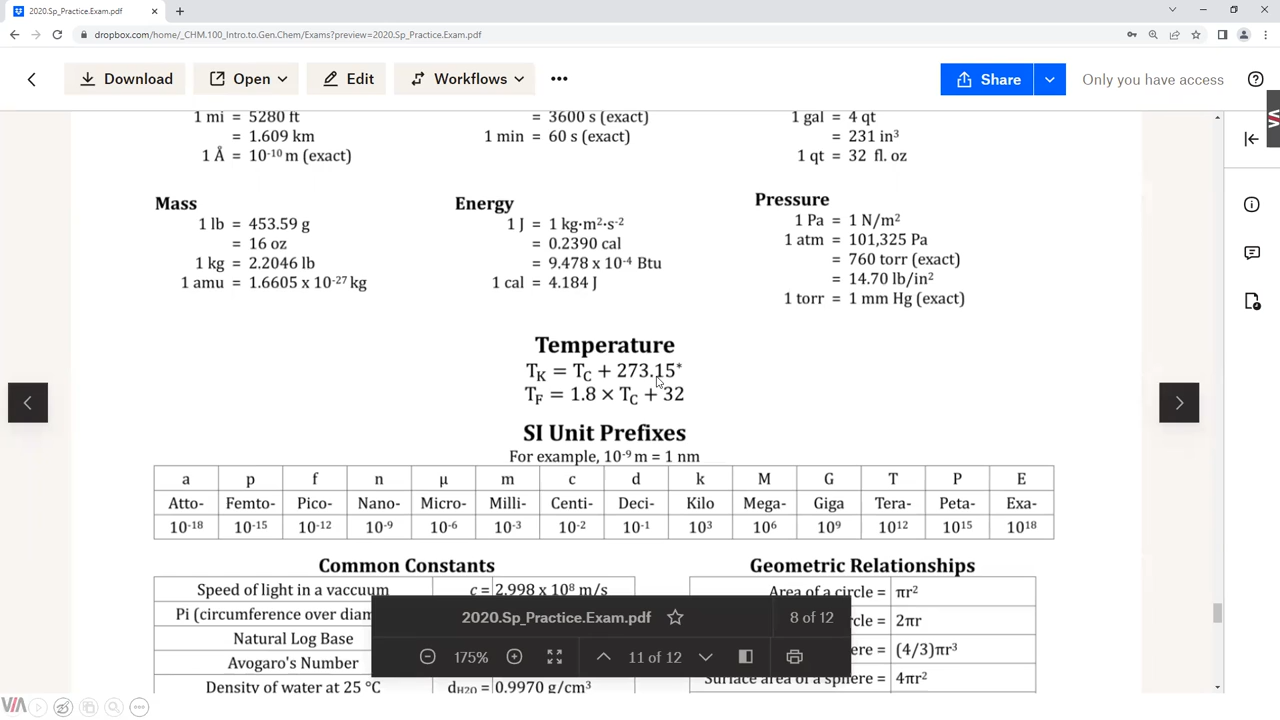 2020.Sp_Practice.Exam.pdf
dropbox.com/home/_CHM.100_Intro.to.Gen.Chem/Exams?preview=2020.Sp_Practice.Exam.pdf
Download Open Edit Workflows Share Only you have access
1 mi = 5280 ft
= 1.609 km
1 Å = 10⁻¹⁰ m (exact)
= 3600 s (exact)
1 min = 60 s (exact)
1 gal = 4 qt
= 231 in³
1 qt = 32 fl. oz
Mass
1 lb = 453.59 g
= 16 oz
1 kg = 2.2046 lb
1 amu = 1.6605 x 10⁻²⁷ kg
Energy
1 J = 1 kg·m²·s⁻²
= 0.2390 cal
= 9.478 x 10⁻⁴ Btu
1 cal = 4.184 J
Pressure
1 Pa = 1 N/m²
1 atm = 101,325 Pa
= 760 torr (exact)
= 14.70 lb/in²
1 torr = 1 mm Hg (exact)
Temperature
T_K = T_C + 273.15*
T_F = 1.8 × T_C + 32
SI Unit Prefixes
For example, 10⁻⁹ m = 1 nm
a p f n μ m c d k M G T P E
Atto- Femto- Pico- Nano- Micro- Milli- Centi- Deci- Kilo Mega- Giga Tera- Peta- Exa-
10⁻¹⁸ 10⁻¹⁵ 10⁻¹² 10⁻⁹ 10⁻⁶ 10⁻³ 10⁻² 10⁻¹ 10³ 10⁶ 10⁹ 10¹² 10¹⁵ 10¹⁸
Common Constants
Speed of light in a vaccuum c = 2.998 x 10⁸ m/s
Pi (circumference over diam
Natural Log Base
Avogaro's Number
Density of water at 25 °C d_H2O = 0.9970 g/cm³
Geometric Relationships
Area of a circle = πr²
rcle = 2πr
ere = (4/3)πr³
Surface area of a sphere = 4πr²
2020.Sp_Practice.Exam.pdf 8 of 12
175% 11 of 12
VIA